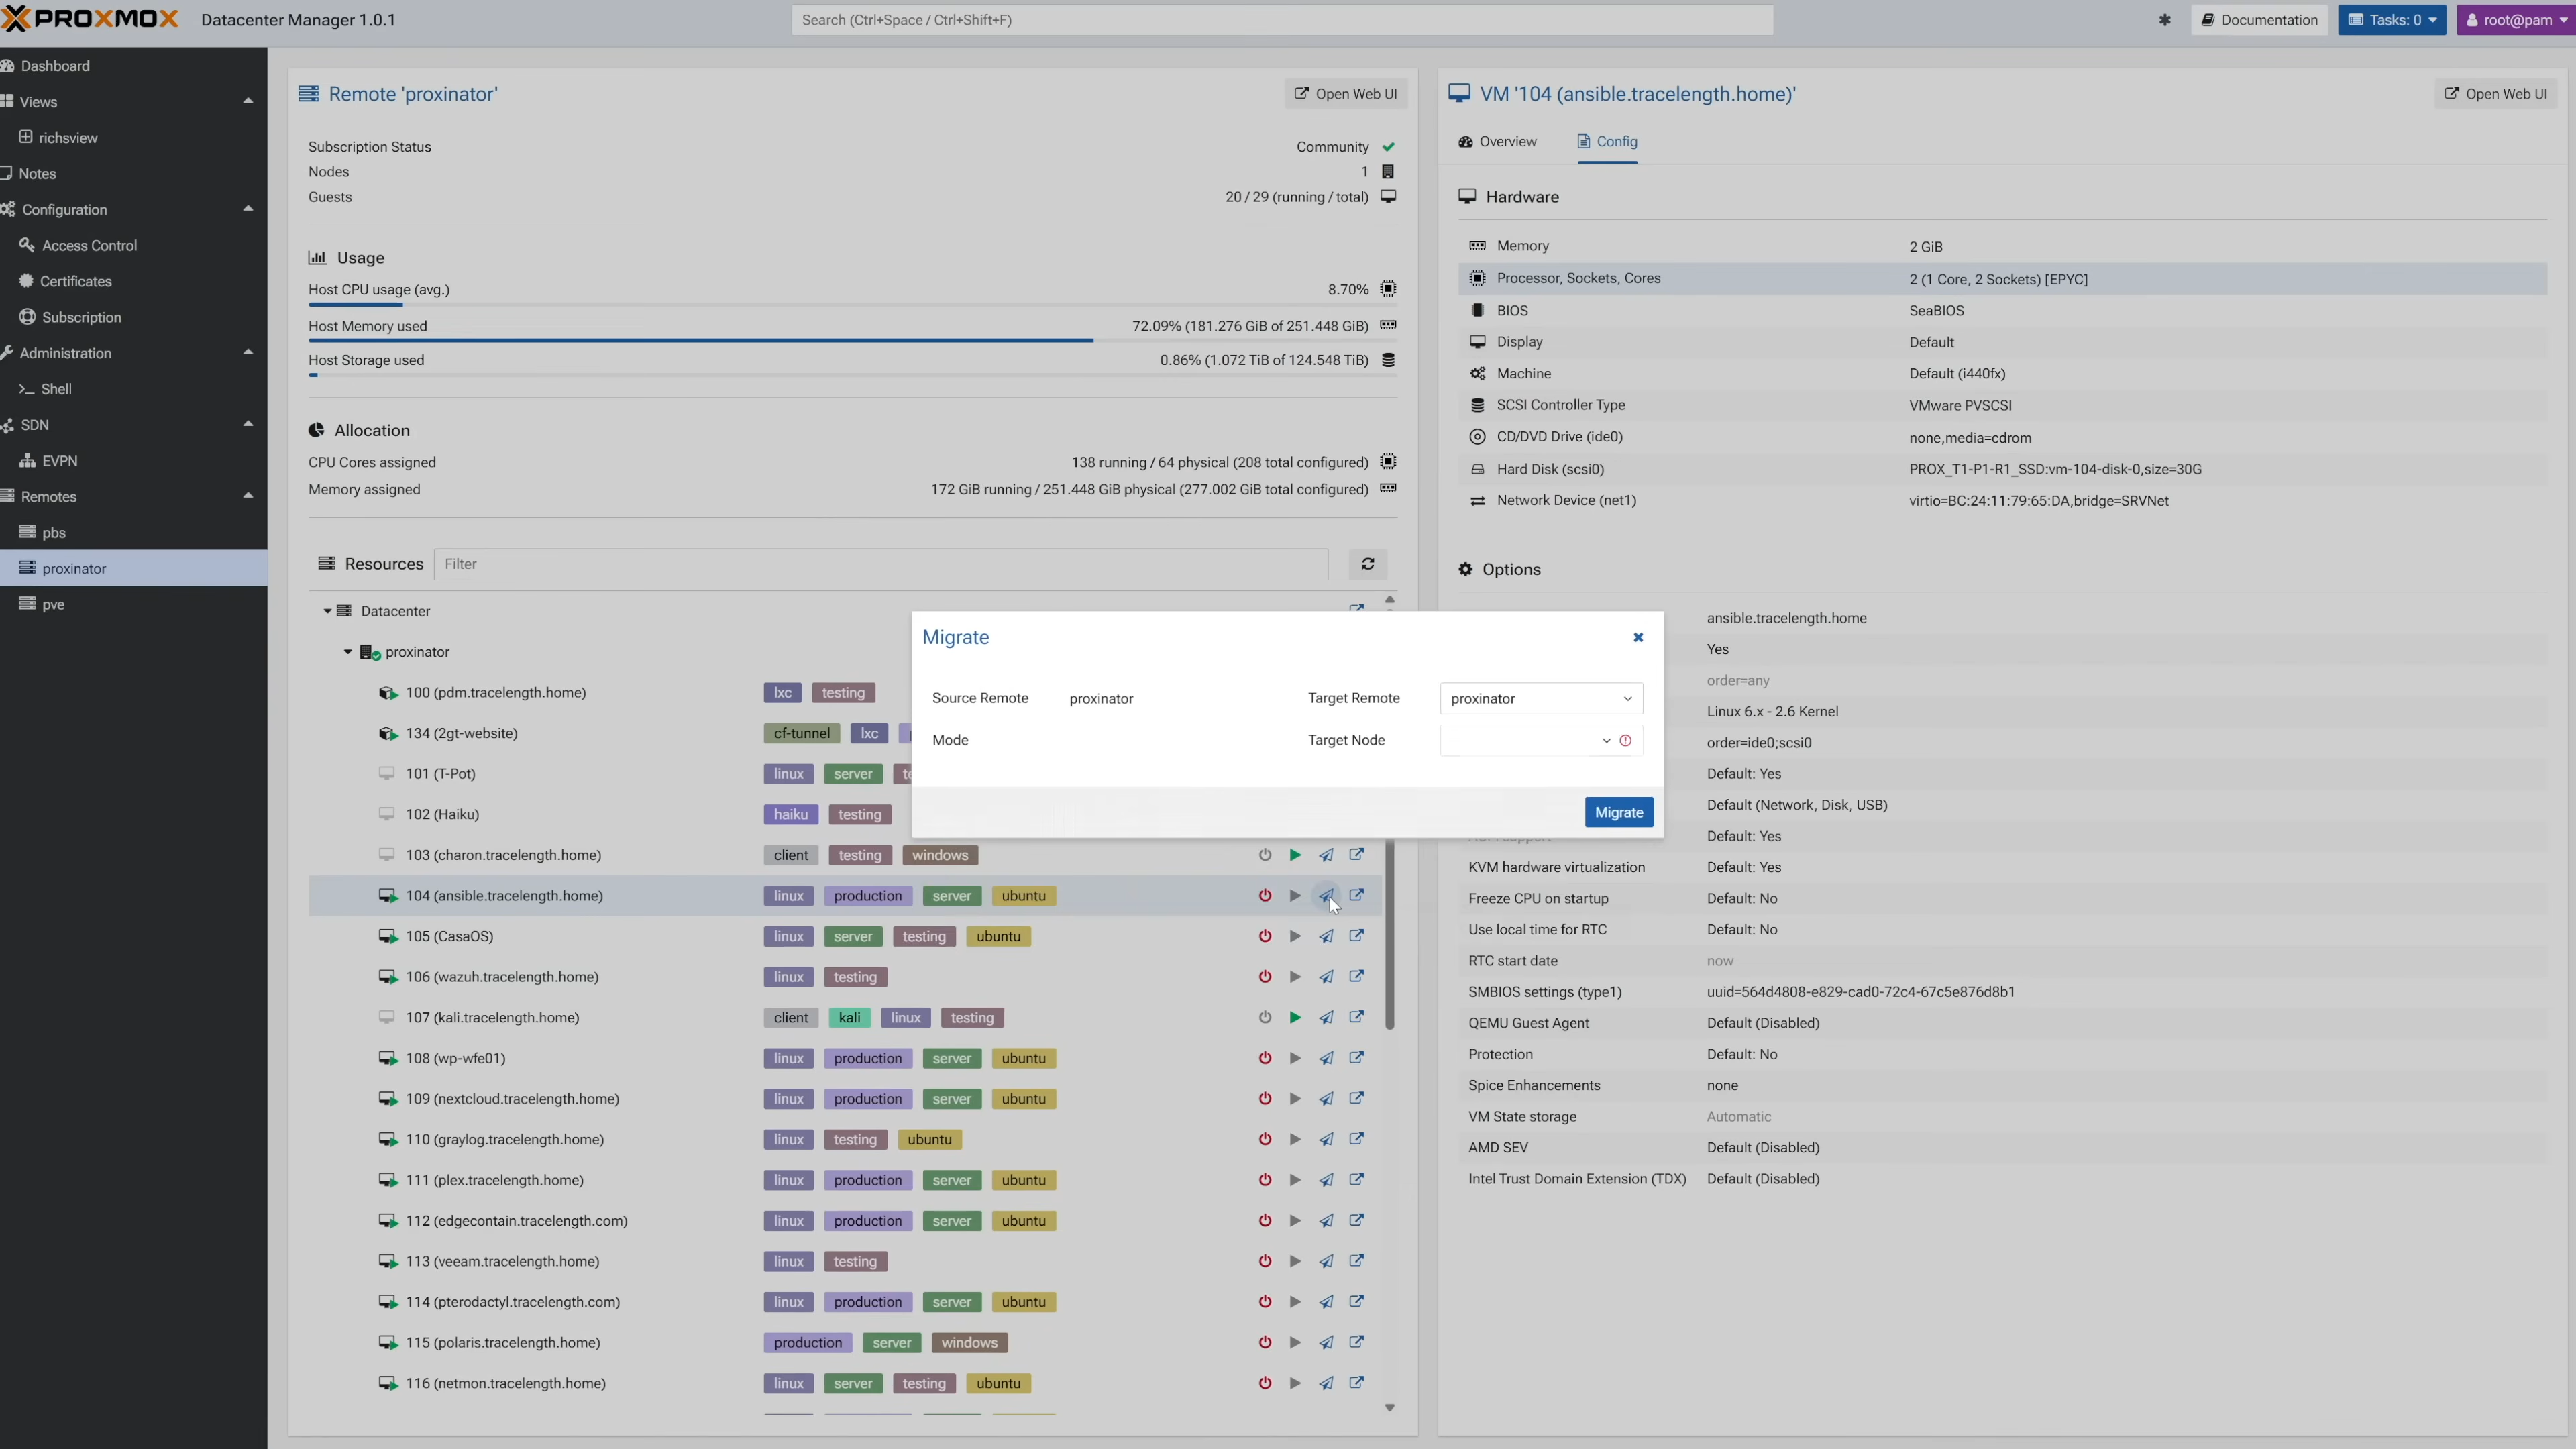 PROXMOX Datacenter Manager 1.0.1
Search (Ctrl+Space / Ctrl+Shift+F)
Documentation
Tasks: 0
root@pam
Dashboard
Views
richsview
Notes
Configuration
Access Control
Certificates
Subscription
Administration
Shell
SDN
EVPN
Remotes
pbs
proxinator
pve
Remote 'proxinator'
Open Web UI
Subscription Status Community
Nodes 1
Guests 20 / 29 (running / total)
Usage
Host CPU usage (avg.) 8.70%
Host Memory used 72.09% (181.276 GiB of 251.448 GiB)
Host Storage used 0.86% (1.072 TiB of 124.548 TiB)
Allocation
CPU Cores assigned 138 running / 64 physical (208 total configured)
Memory assigned 172 GiB running / 251.448 GiB physical (277.002 GiB total configured)
Resources Filter
Datacenter
proxinator
100 (pdm.tracelength.home) lxc testing
134 (2gt-website) cf-tunnel lxc
101 (T-Pot) linux server te
102 (Haiku) haiku testing
103 (charon.tracelength.home) client testing windows
104 (ansible.tracelength.home) linux production server ubuntu
105 (CasaOS) linux server testing ubuntu
106 (wazuh.tracelength.home) linux testing
107 (kali.tracelength.home) client kali linux testing
108 (wp-wfe01) linux production server ubuntu
109 (nextcloud.tracelength.home) linux production server ubuntu
110 (graylog.tracelength.home) linux testing ubuntu
111 (plex.tracelength.home) linux production server ubuntu
112 (edgecontain.tracelength.com) linux production server ubuntu
113 (veeam.tracelength.home) linux testing
114 (pterodactyl.tracelength.com) linux production server ubuntu
115 (polaris.tracelength.home) production server windows
116 (netmon.tracelength.home) linux server testing ubuntu
Migrate
Source Remote proxinator Target Remote proxinator
Mode Target Node
Migrate
VM '104 (ansible.tracelength.home)'
Open Web UI
Overview Config
Hardware
Memory 2 GiB
Processor, Sockets, Cores 2 (1 Core, 2 Sockets) [EPYC]
BIOS SeaBIOS
Display Default
Machine Default (i440fx)
SCSI Controller Type VMware PVSCSI
CD/DVD Drive (ide0) none,media=cdrom
Hard Disk (scsi0) PROX_T1-P1-R1_SSD:vm-104-disk-0,size=30G
Network Device (net1) virtio=BC:24:11:79:65:DA,bridge=SRVNet
Options
ansible.tracelength.home
Yes
order=any
Linux 6.x - 2.6 Kernel
order=ide0;scsi0
Default: Yes
Default (Network, Disk, USB)
Default: Yes
KVM hardware virtualization Default: Yes
Freeze CPU on startup Default: No
Use local time for RTC Default: No
RTC start date now
SMBIOS settings (type1) uuid=564d4808-e829-cad0-72c4-67c5e876d8b1
QEMU Guest Agent Default (Disabled)
Protection Default: No
Spice Enhancements none
VM State storage Automatic
AMD SEV Default (Disabled)
Intel Trust Domain Extension (TDX) Default (Disabled)